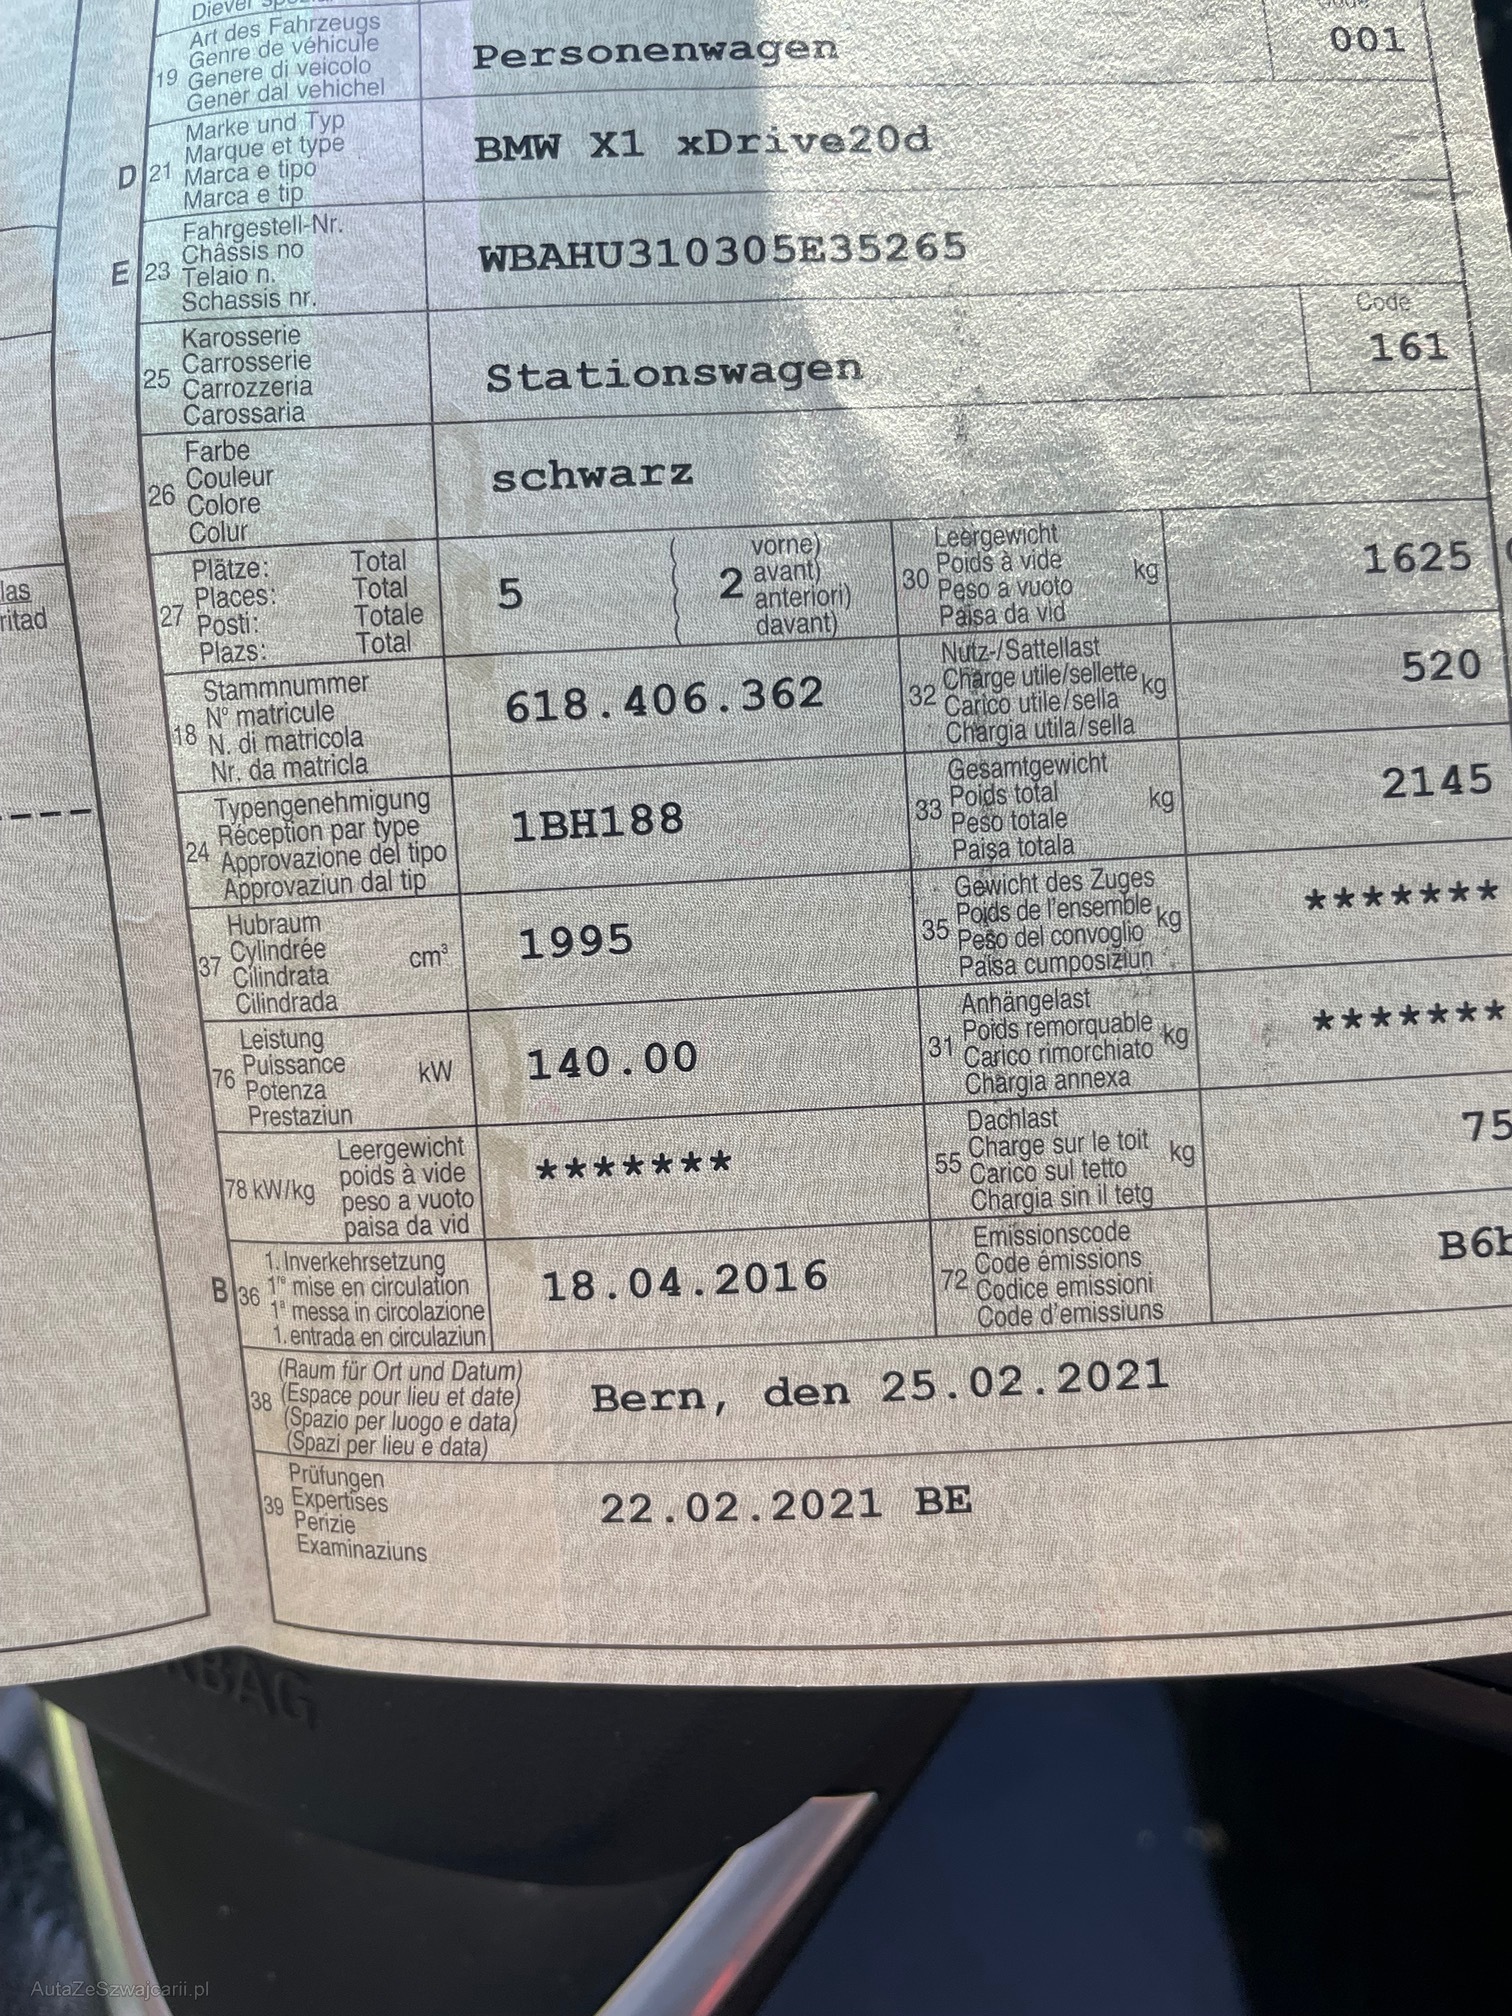 Art des Fahrzeugs
Genre de véhicule
19 Genere di veicolo
Gener dal vehichel
Personenwagen
001
Marke und Typ
Marque et type
D 21 Marca e tipo
Marca e tip
BMW X1 xDrive20d
Fahrgestell-Nr.
Châssis no
E 23 Telaio n.
Schassis nr.
WBAHU310305E35265
Karosserie
Carrosserie
25 Carrozzeria
Carossaria
Stationswagen
Code
161
Farbe
Couleur
26 Colore
Colur
schwarz
Plätze: Total
Places: Total
27 Posti: Totale
Plazs: Total
5
2
vorne)
avant)
anteriori)
davant)
Leergewicht
Poids à vide
30 Peso a vuoto kg
Paisa da vid
1625
las
ritad
Stammnummer
N° matricule
18 N. di matricola
Nr. da matricla
618.406.362
Nutz-/Sattellast
Charge utile/sellette
32 Carico utile/sella kg
Chargia utila/sella
520
Typengenehmigung
Réception par type
24 Approvazione del tipo
Approvaziun dal tip
1BH188
Gesamtgewicht
Poids total
33 Peso totale kg
Paisa totala
2145
Hubraum
Cylindrée
37 Cilindrata cm³
Cilindrada
1995
Gewicht des Zuges
Poids de l'ensemble
35 Peso del convoglio kg
Paisa cumposiziun
*******
Leistung
Puissance
76 Potenza kW
Prestaziun
140.00
Anhängelast
Poids remorquable
31 Carico rimorchiato kg
Chargia annexa
*******
Leergewicht
poids à vide
78 kW/kg peso a vuoto
paisa da vid
*******
Dachlast
Charge sur le toit
55 Carico sul tetto kg
Chargia sin il tetg
75
1. Inverkehrsetzung
1re mise en circulation
B 36 1a messa in circolazione
1. entrada en circulaziun
18.04.2016
Emissionscode
Code émissions
72 Codice emissioni
Code d'emissiuns
B6b
(Raum für Ort und Datum)
38 (Espace pour lieu et date)
(Spazio per luogo e data)
(Spazi per lieu e data)
Bern, den 25.02.2021
Prüfungen
39 Expertises
Perizie
Examinaziuns
22.02.2021 BE
BAG
AutaZeSzwajcarii.pl